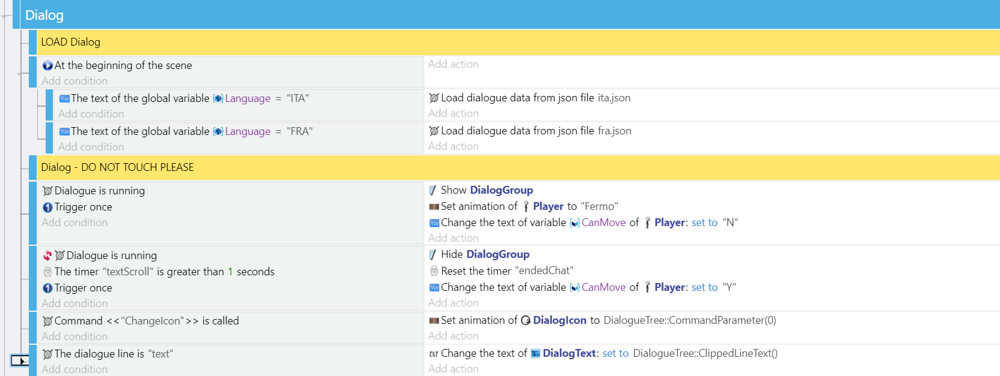 Dialog
LOAD Dialog
At the beginning of the scene
Add condition
Add action
The text of the global variable Language = "ITA"
Add condition
Load dialogue data from json file ita.json
Add action
The text of the global variable Language = "FRA"
Add condition
Load dialogue data from json file fra.json
Add action
Dialog - DO NOT TOUCH PLEASE
Dialogue is running
Trigger once
Add condition
Show DialogGroup
Set animation of Player to "Fermo"
Change the text of variable CanMove of Player: set to "N"
Add action
Dialogue is running
The timer "textScroll" is greater than 1 seconds
Trigger once
Add condition
Hide DialogGroup
Reset the timer "endedChat"
Change the text of variable CanMove of Player: set to "Y"
Add action
Command <<"ChangeIcon">> is called
Add condition
Set animation of DialogIcon to DialogueTree::CommandParameter(0)
Add action
The dialogue line is "text"
Add condition
Change the text of DialogText: set to DialogueTree::ClippedLineText()
Add action